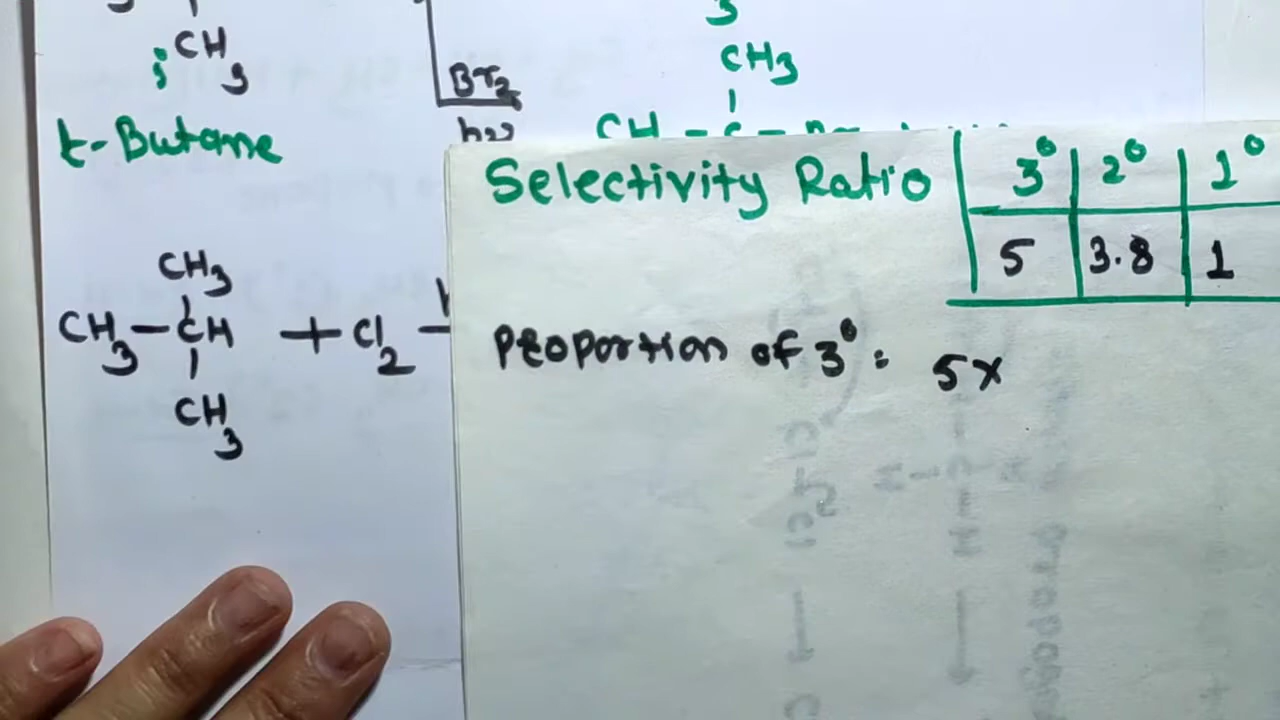 CH3
t-Butane
Br2
hν
3
CH3
CH - C -
CH3
CH3-CH + Cl2 -
CH3
Selectivity Ratio
3° 2° 1°
5 3.8 1
Proportion of 3° : 5x